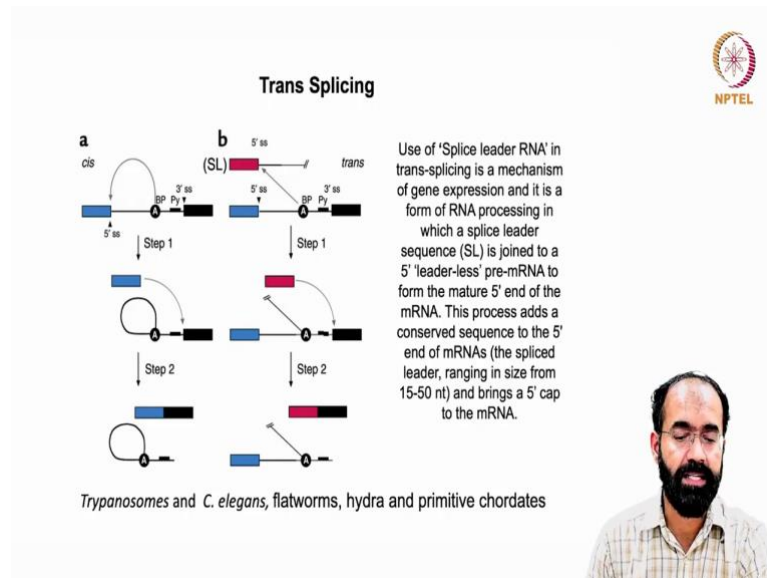 NPTEL
Trans Splicing
a
cis
5' ss
BP Py
3' ss
Step 1
A
Step 2
A
b
5' ss
(SL)
trans
5' ss
BP Py
3' ss
A
Step 1
A
Step 2
A
Use of 'Splice leader RNA' in
trans-splicing is a mechanism
of gene expression and it is a
form of RNA processing in
which a splice leader
sequence (SL) is joined to a
5' 'leader-less' pre-mRNA to
form the mature 5' end of the
mRNA. This process adds a
conserved sequence to the 5'
end of mRNAs (the spliced
leader, ranging in size from
15-50 nt) and brings a 5' cap
to the mRNA.
Trypanosomes and C. elegans, flatworms, hydra and primitive chordates